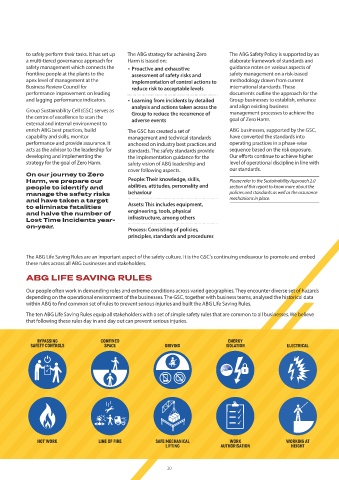 to safely perform their tasks. It has set up
a multi-tiered governance approach for
safety management which connects the
frontline people at the plants to the
apex level of management at the
Business Review Council for
performance improvement on leading
and lagging performance indicators.
Group Sustainability Cell (GSC) serves as
the centre of excellence to scan the
external and internal environment to
enrich ABG best practices, build
capability and skills, monitor
performance and provide assurance. It
acts as the advisor to the leadership for
developing and implementing the
strategy for the goal of Zero Harm.
On our journey to Zero
Harm, we prepare our
people to identify and
manage the safety risks
and have taken a target
to eliminate fatalities
and halve the number of
Lost Time Incidents year-
on-year.
The ABG strategy for achieving Zero
Harm is based on:
• Proactive and exhaustive
assessment of safety risks and
implementation of control actions to
reduce risk to acceptable levels
• Learning from incidents by detailed
analysis and actions taken across the
Group to reduce the recurrence of
adverse events
The GSC has created a set of
management and technical standards
anchored on industry best practices and
standards. The safety standards provide
the implementation guidance for the
safety vision of ABG leadership and
cover following aspects.
People: Their knowledge, skills,
abilities, attitudes, personality and
behaviour
Assets: This includes equipment,
engineering, tools, physical
infrastructure, among others
Process: Consisting of policies,
principles, standards and procedures
The ABG Safety Policy is supported by an
elaborate framework of standards and
guidance notes on various aspects of
safety management on a risk-based
methodology drawn from current
international standards. These
documents outline the approach for the
Group businesses to establish, enhance
and align existing business
management processes to achieve the
goal of Zero Harm.
ABG businesses, supported by the GSC,
have converted the standards into
operating practices in a phase-wise
sequence based on the risk exposure.
Our efforts continue to achieve higher
level of operational discipline in line with
our standards.
Please refer to the Sustainability Approach 2.0
section of this report to know more about the
policies and standards as well as the assurance
mechanisms in place.
The ABG Life Saving Rules are an important aspect of the safety culture. It is the GSC's continuing endeavour to promote and embed
these rules across all ABG businesses and stakeholders.
ABG LIFE SAVING RULES
Our people often work in demanding roles and extreme conditions across varied geographies. They encounter diverse set of hazards
depending on the operational environment of the businesses. The GSC, together with business teams, analysed the historical data
within ABG to find common set of rules to prevent serious injuries and built the ABG Life Saving Rules.
The ten ABG Life Saving Rules equip all stakeholders with a set of simple safety rules that are common to all businesses. We believe
that following these rules day in and day out can prevent serious injuries.
BYPASSING
SAFETY CONTROLS
CONFINED
SPACE
DRIVING
ENERGY
ISOLATION
ELECTRICAL
HOT WORK
LINE OF FIRE
SAFE MECHANICAL
LIFTING
WORK
AUTHORISATION
WORKING AT
HEIGHT